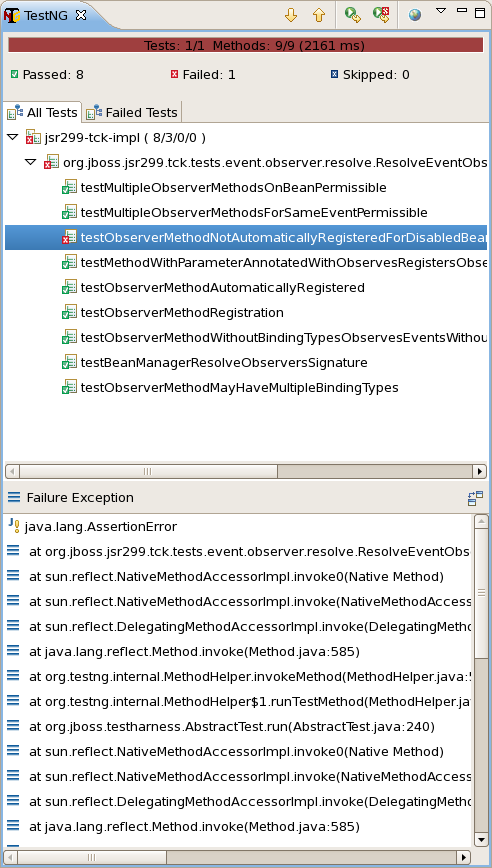 TestNG
Tests: 1/1 Methods: 9/9 (2161 ms)
Passed: 8 Failed: 1 Skipped: 0
All Tests Failed Tests
jsr299-tck-impl ( 8/3/0/0 )
org.jboss.jsr299.tck.tests.event.observer.resolve.ResolveEventObs
testMultipleObserverMethodsOnBeanPermissible
testMultipleObserverMethodsForSameEventPermissible
testObserverMethodNotAutomaticallyRegisteredForDisabledBea
testMethodWithParameterAnnotatedWithObservesRegistersObse
testObserverMethodAutomaticallyRegistered
testObserverMethodRegistration
testObserverMethodWithoutBindingTypesObservesEventsWithou
testBeanManagerResolveObserversSignature
testObserverMethodMayHaveMultipleBindingTypes
Failure Exception
java.lang.AssertionError
at org.jboss.jsr299.tck.tests.event.observer.resolve.ResolveEventObs
at sun.reflect.NativeMethodAccessorImpl.invoke0(Native Method)
at sun.reflect.NativeMethodAccessorImpl.invoke(NativeMethodAccess
at sun.reflect.DelegatingMethodAccessorImpl.invoke(DelegatingMetho
at java.lang.reflect.Method.invoke(Method.java:585)
at org.testng.internal.MethodHelper.invokeMethod(MethodHelper.java:5
at org.testng.internal.MethodHelper$1.runTestMethod(MethodHelper.ja
at org.jboss.testharness.AbstractTest.run(AbstractTest.java:240)
at sun.reflect.NativeMethodAccessorImpl.invoke0(Native Method)
at sun.reflect.NativeMethodAccessorImpl.invoke(NativeMethodAccess
at sun.reflect.DelegatingMethodAccessorImpl.invoke(DelegatingMetho
at java.lang.reflect.Method.invoke(Method.java:585)